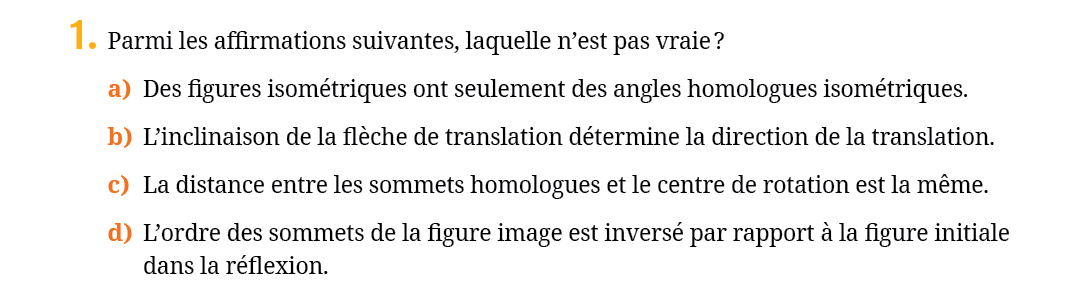 1. Parmi les affirmations suivantes, laquelle n’est pas vraie ?
a) Des figures isométriques ont seulement des angles homologues isométriques.
b) L’inclinaison de la flèche de translation détermine la direction de la translation.
c) La distance entre les sommets homologues et le centre de rotation est la même.
d) L’ordre des sommets de la figure image est inversé par rapport à la figure initiale
dans la réflexion.